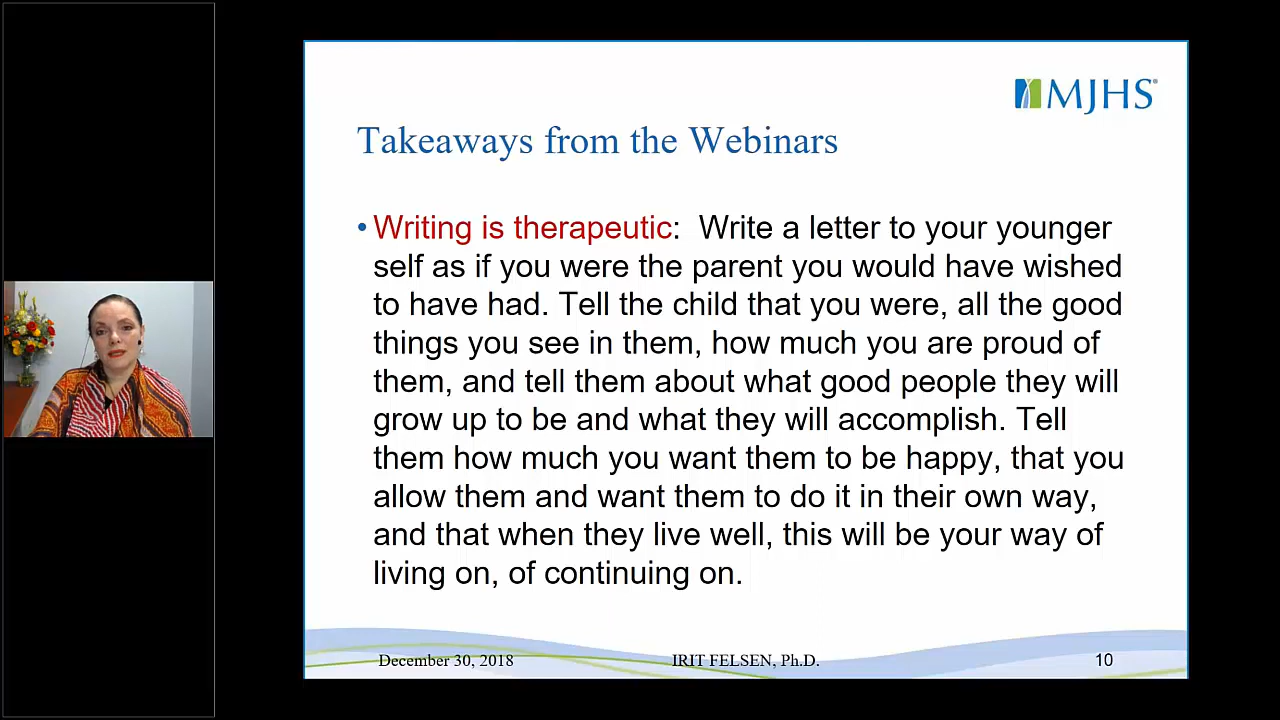 MJHS®
Takeaways from the Webinars
• Writing is therapeutic:  Write a letter to your younger
self as if you were the parent you would have wished
to have had. Tell the child that you were, all the good
things you see in them, how much you are proud of
them, and tell them about what good people they will
grow up to be and what they will accomplish. Tell
them how much you want them to be happy, that you
allow them and want them to do it in their own way,
and that when they live well, this will be your way of
living on, of continuing on.
December 30, 2018 IRIT FELSEN, Ph.D. 10